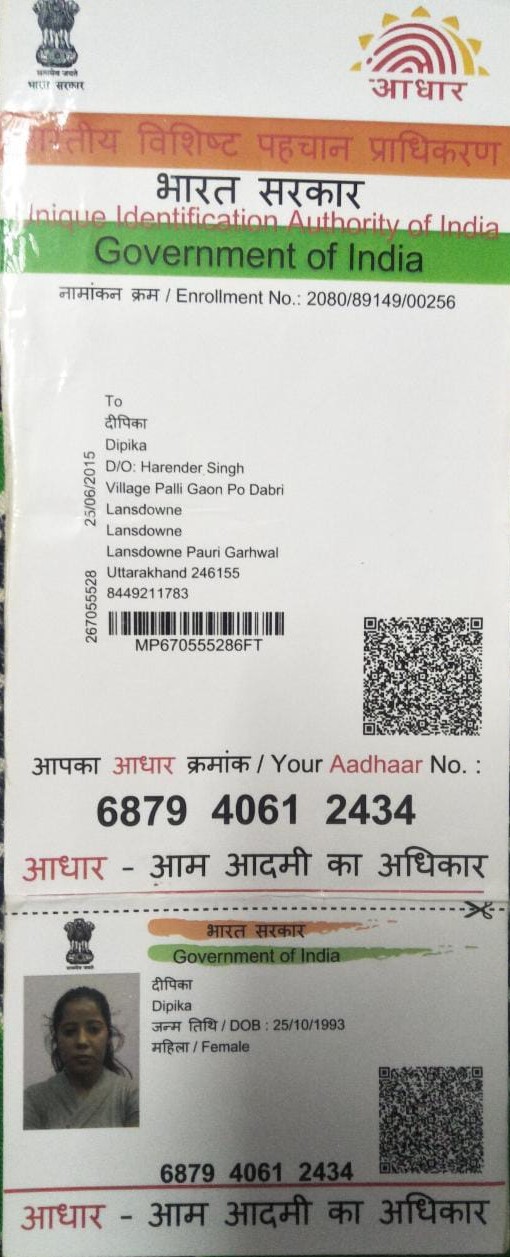 सत्यमेव जयते
भारत सरकार
आधार
भारतीय विशिष्ट पहचान प्राधिकरण
भारत सरकार
Unique Identification Authority of India
Government of India
नामांकन क्रम / Enrollment No.: 2080/89149/00256
To
दीपिका
Dipika
D/O: Harender Singh
Village Palli Gaon Po Dabri
Lansdowne
Lansdowne
Lansdowne Pauri Garhwal
Uttarakhand 246155
8449211783
25/06/2015
267055528
MP670555286FT
आपका आधार क्रमांक / Your Aadhaar No. :
6879 4061 2434
आधार - आम आदमी का अधिकार
भारत सरकार
Government of India
दीपिका
Dipika
जन्म तिथि / DOB : 25/10/1993
महिला / Female
6879 4061 2434
आधार - आम आदमी का अधिकार